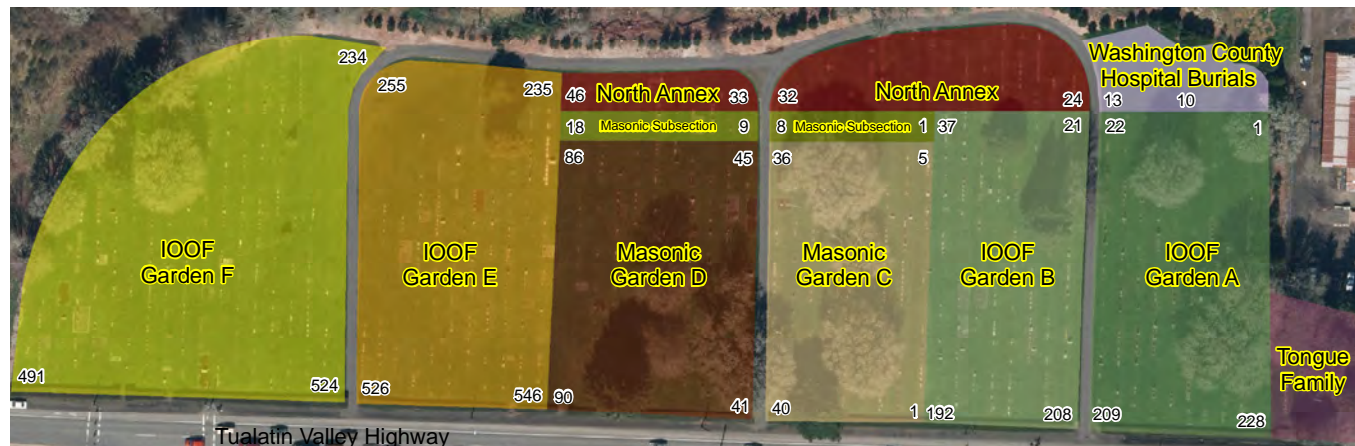 234
255
235
46
North Annex
33
32
North Annex
24
Washington County
Hospital Burials
13
10
18
Masonic Subsection
9
8
Masonic Subsection
1
37
21
22
1
86
45
36
5
IOOF
Garden F
IOOF
Garden E
Masonic
Garden D
Masonic
Garden C
IOOF
Garden B
IOOF
Garden A
Tongue
Family
491
524
526
546
90
41
40
1
192
208
209
228
Tualatin Valley Highway